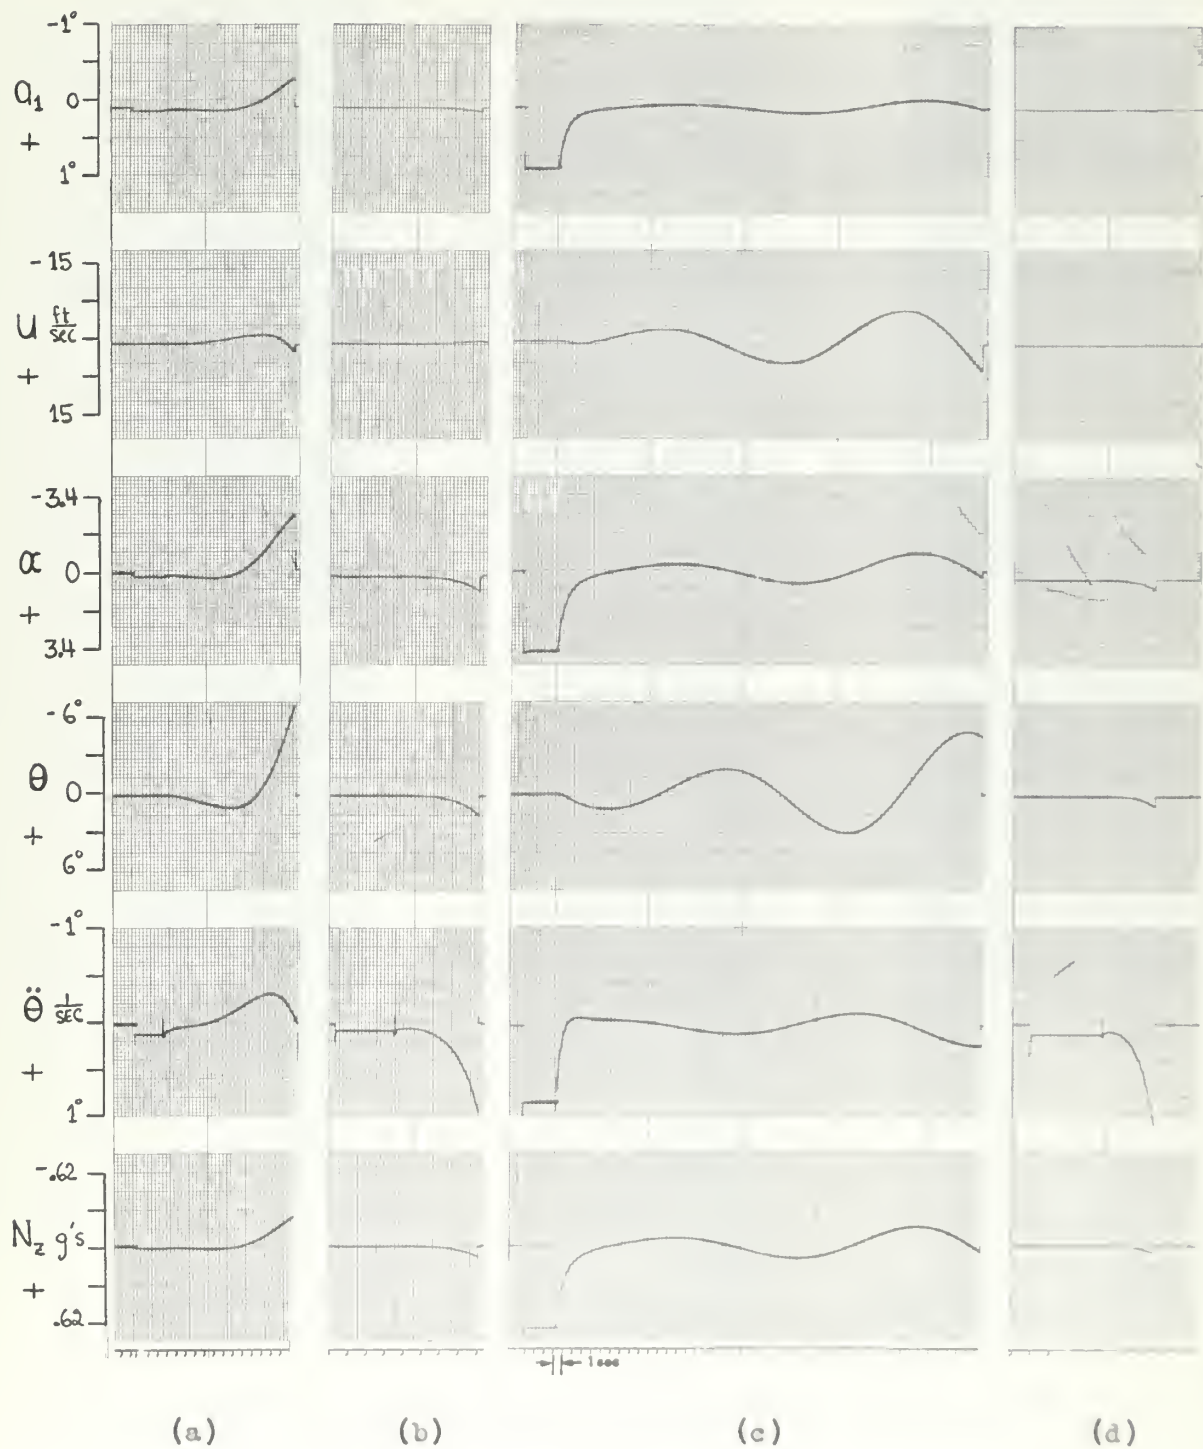 -1°
a₁ 0
+
1°
-15
u ft/sec
+
15
-3.4
α 0
+
3.4
-6°
θ 0
+
6°
-1°
θ̈ 1/SEC
+
1°
-.62
N_z g's
+
.62
1 sec
(a) (b) (c) (d)